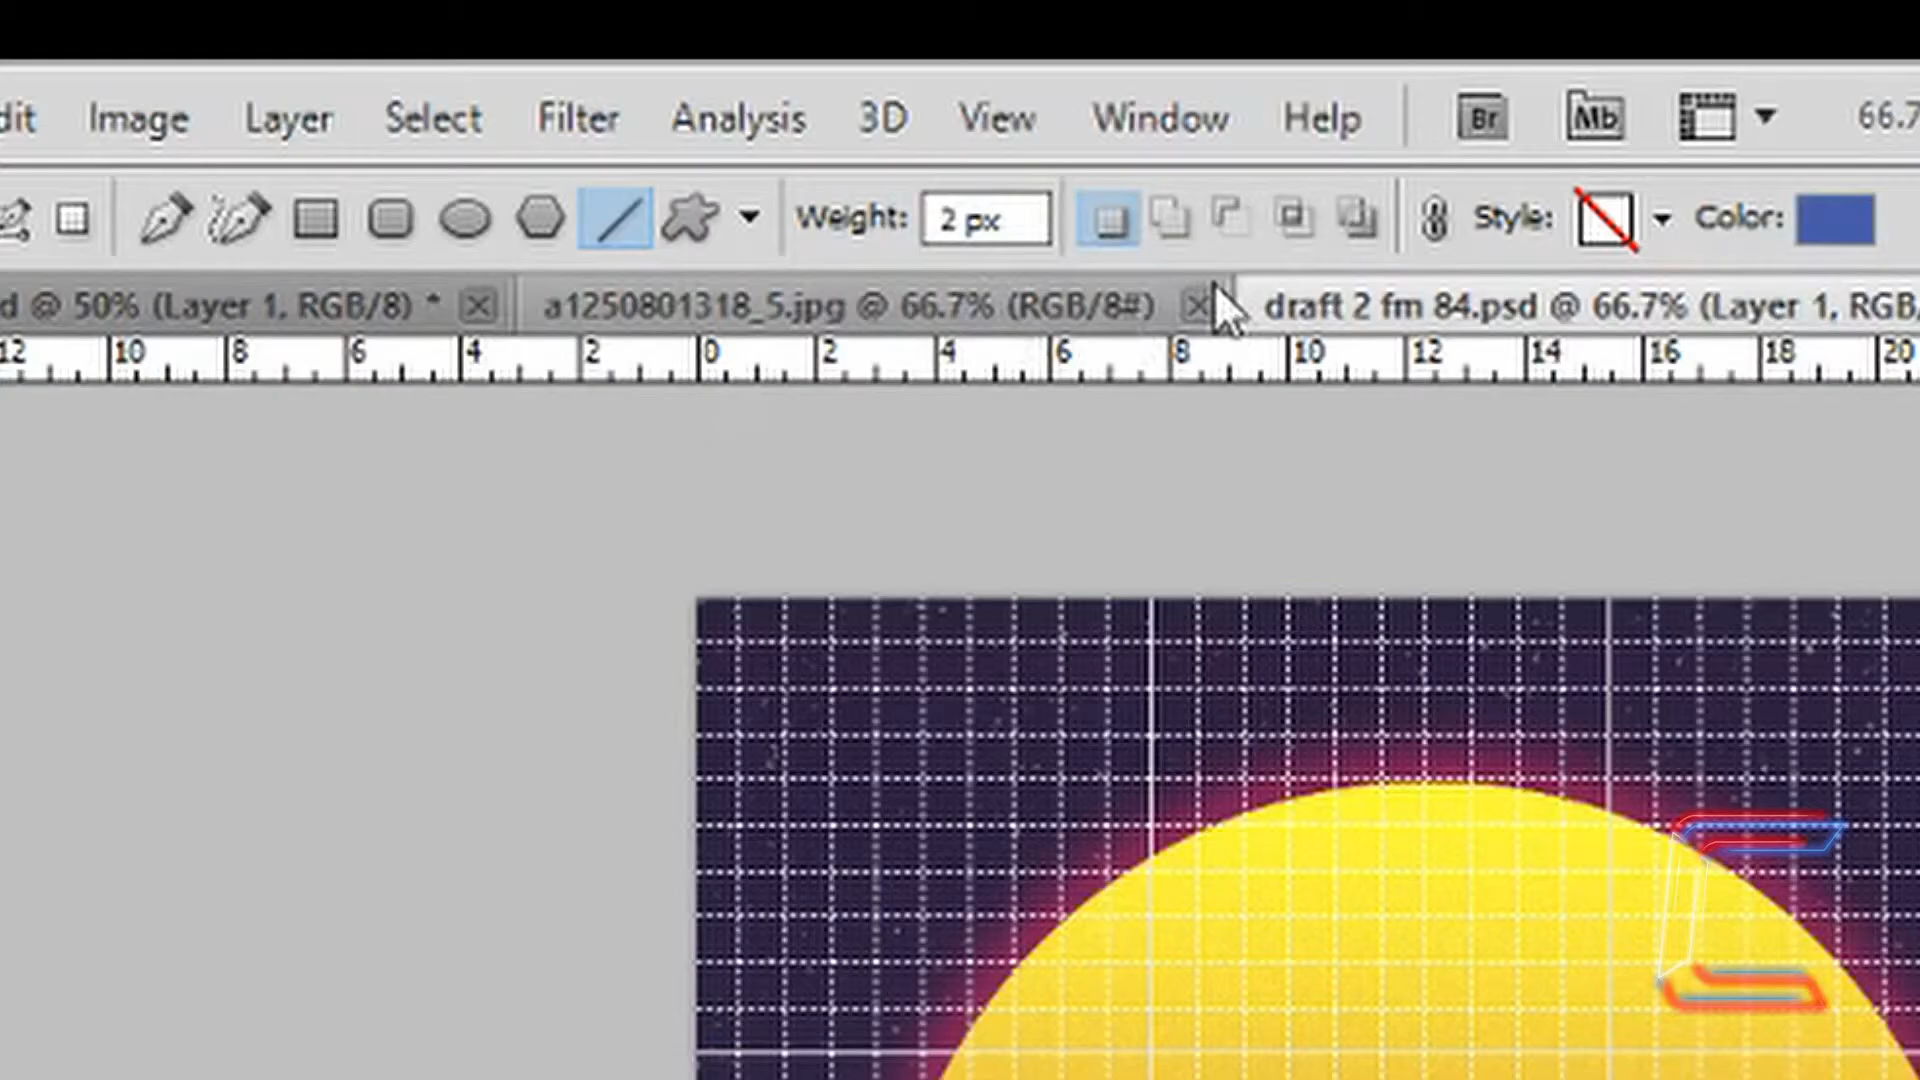 dit Image Layer Select Filter Analysis 3D View Window Help Br Mb 66.7
Weight: 2 px Style: Color:
d @ 50% (Layer 1, RGB/8) * a1250801318_5.jpg @ 66.7% (RGB/8#) draft 2 fm 84.psd @ 66.7% (Layer 1, RGB/
12 10 8 6 4 2 0 2 4 6 8 10 12 14 16 18 20